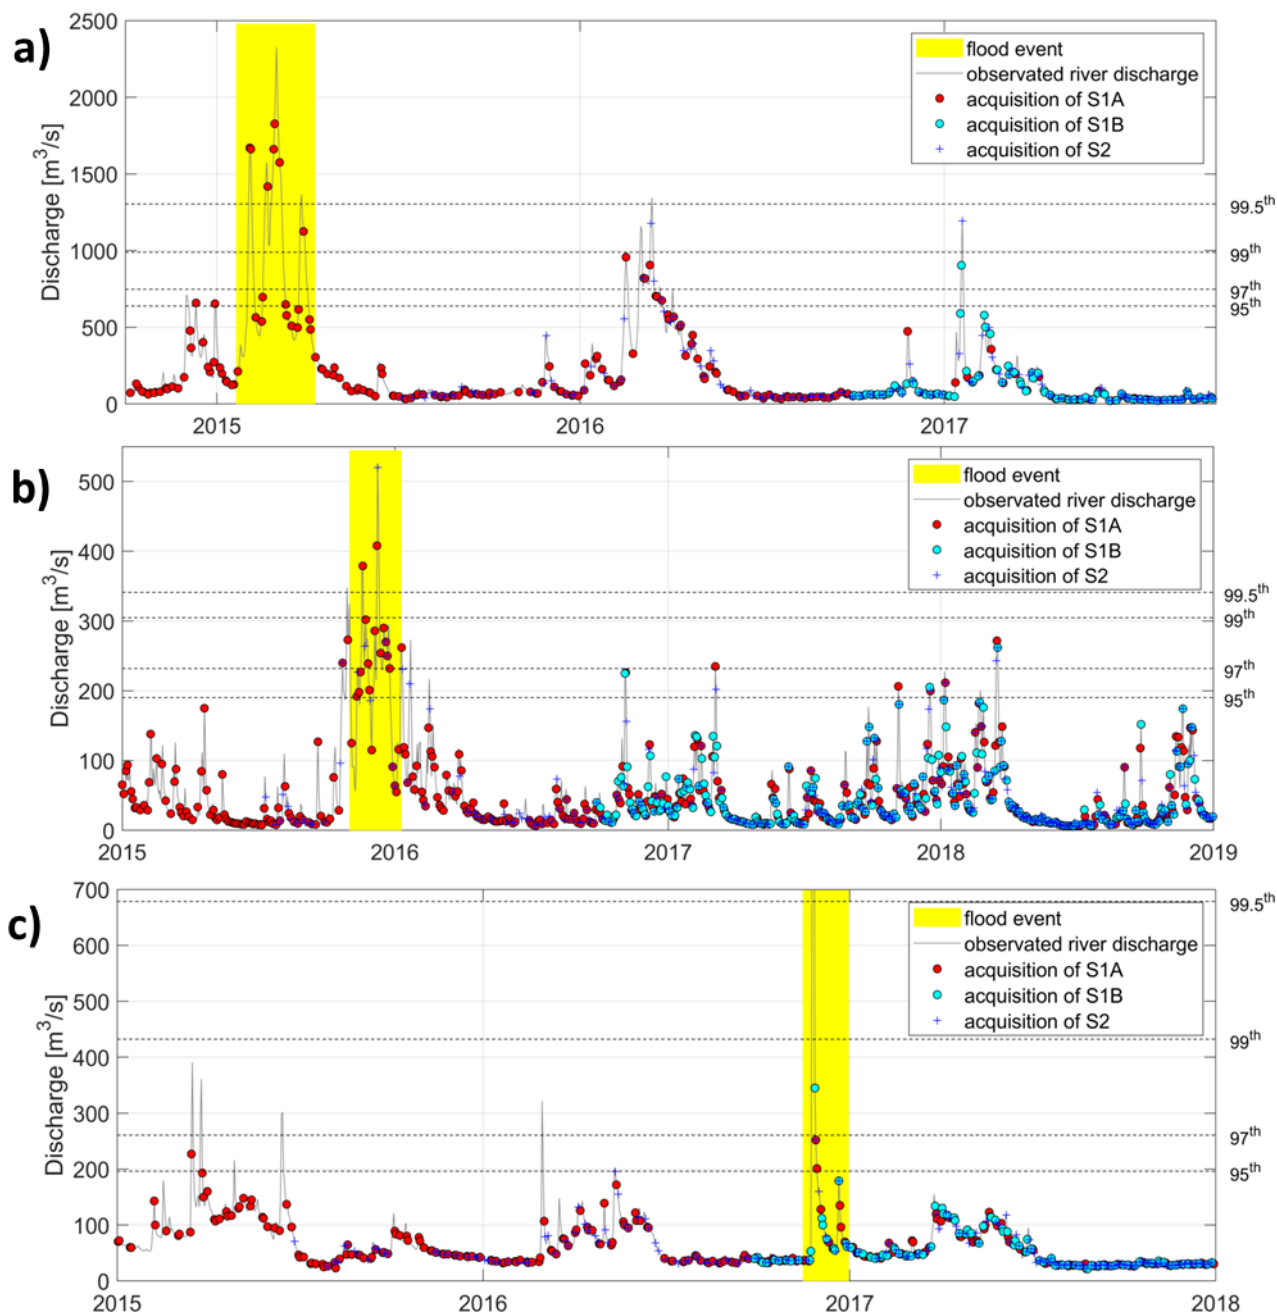 a)
2500
2000
1500
1000
500
0
Discharge [m³/s]
flood event
observated river discharge
acquisition of S1A
acquisition of S1B
acquisition of S2
99.5th
99th
97th
95th
2015
2016
2017
b)
500
400
300
200
100
0
Discharge [m³/s]
flood event
observated river discharge
acquisition of S1A
acquisition of S1B
acquisition of S2
99.5th
99th
97th
95th
2015
2016
2017
2018
2019
c)
700
600
500
400
300
200
100
0
Discharge [m³/s]
flood event
observated river discharge
acquisition of S1A
acquisition of S1B
acquisition of S2
99.5th
99th
97th
95th
2015
2016
2017
2018